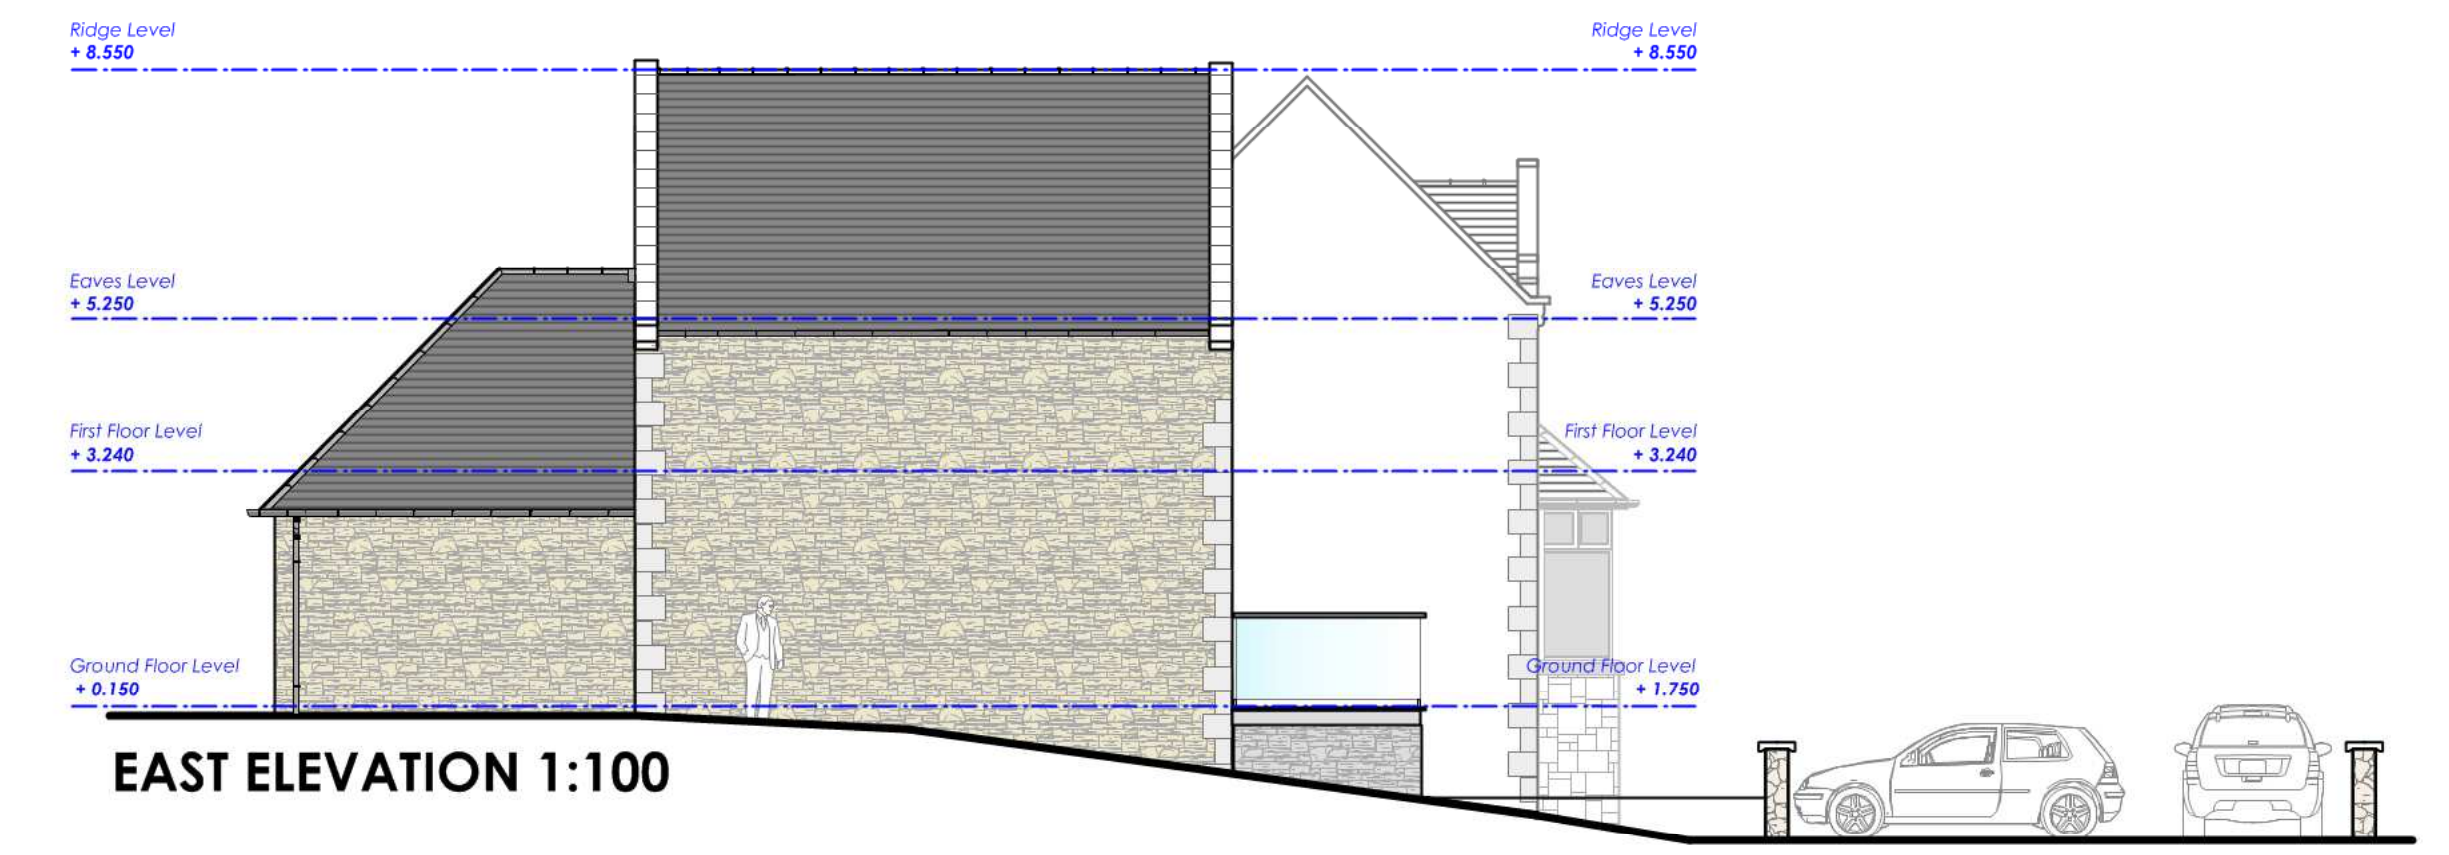 Ridge Level
+ 8.550
Ridge Level
+ 8.550
Eaves Level
+ 5.250
Eaves Level
+ 5.250
First Floor Level
+ 3.240
First Floor Level
+ 3.240
Ground Floor Level
+ 0.150
Ground Floor Level
+ 1.750
EAST ELEVATION 1:100